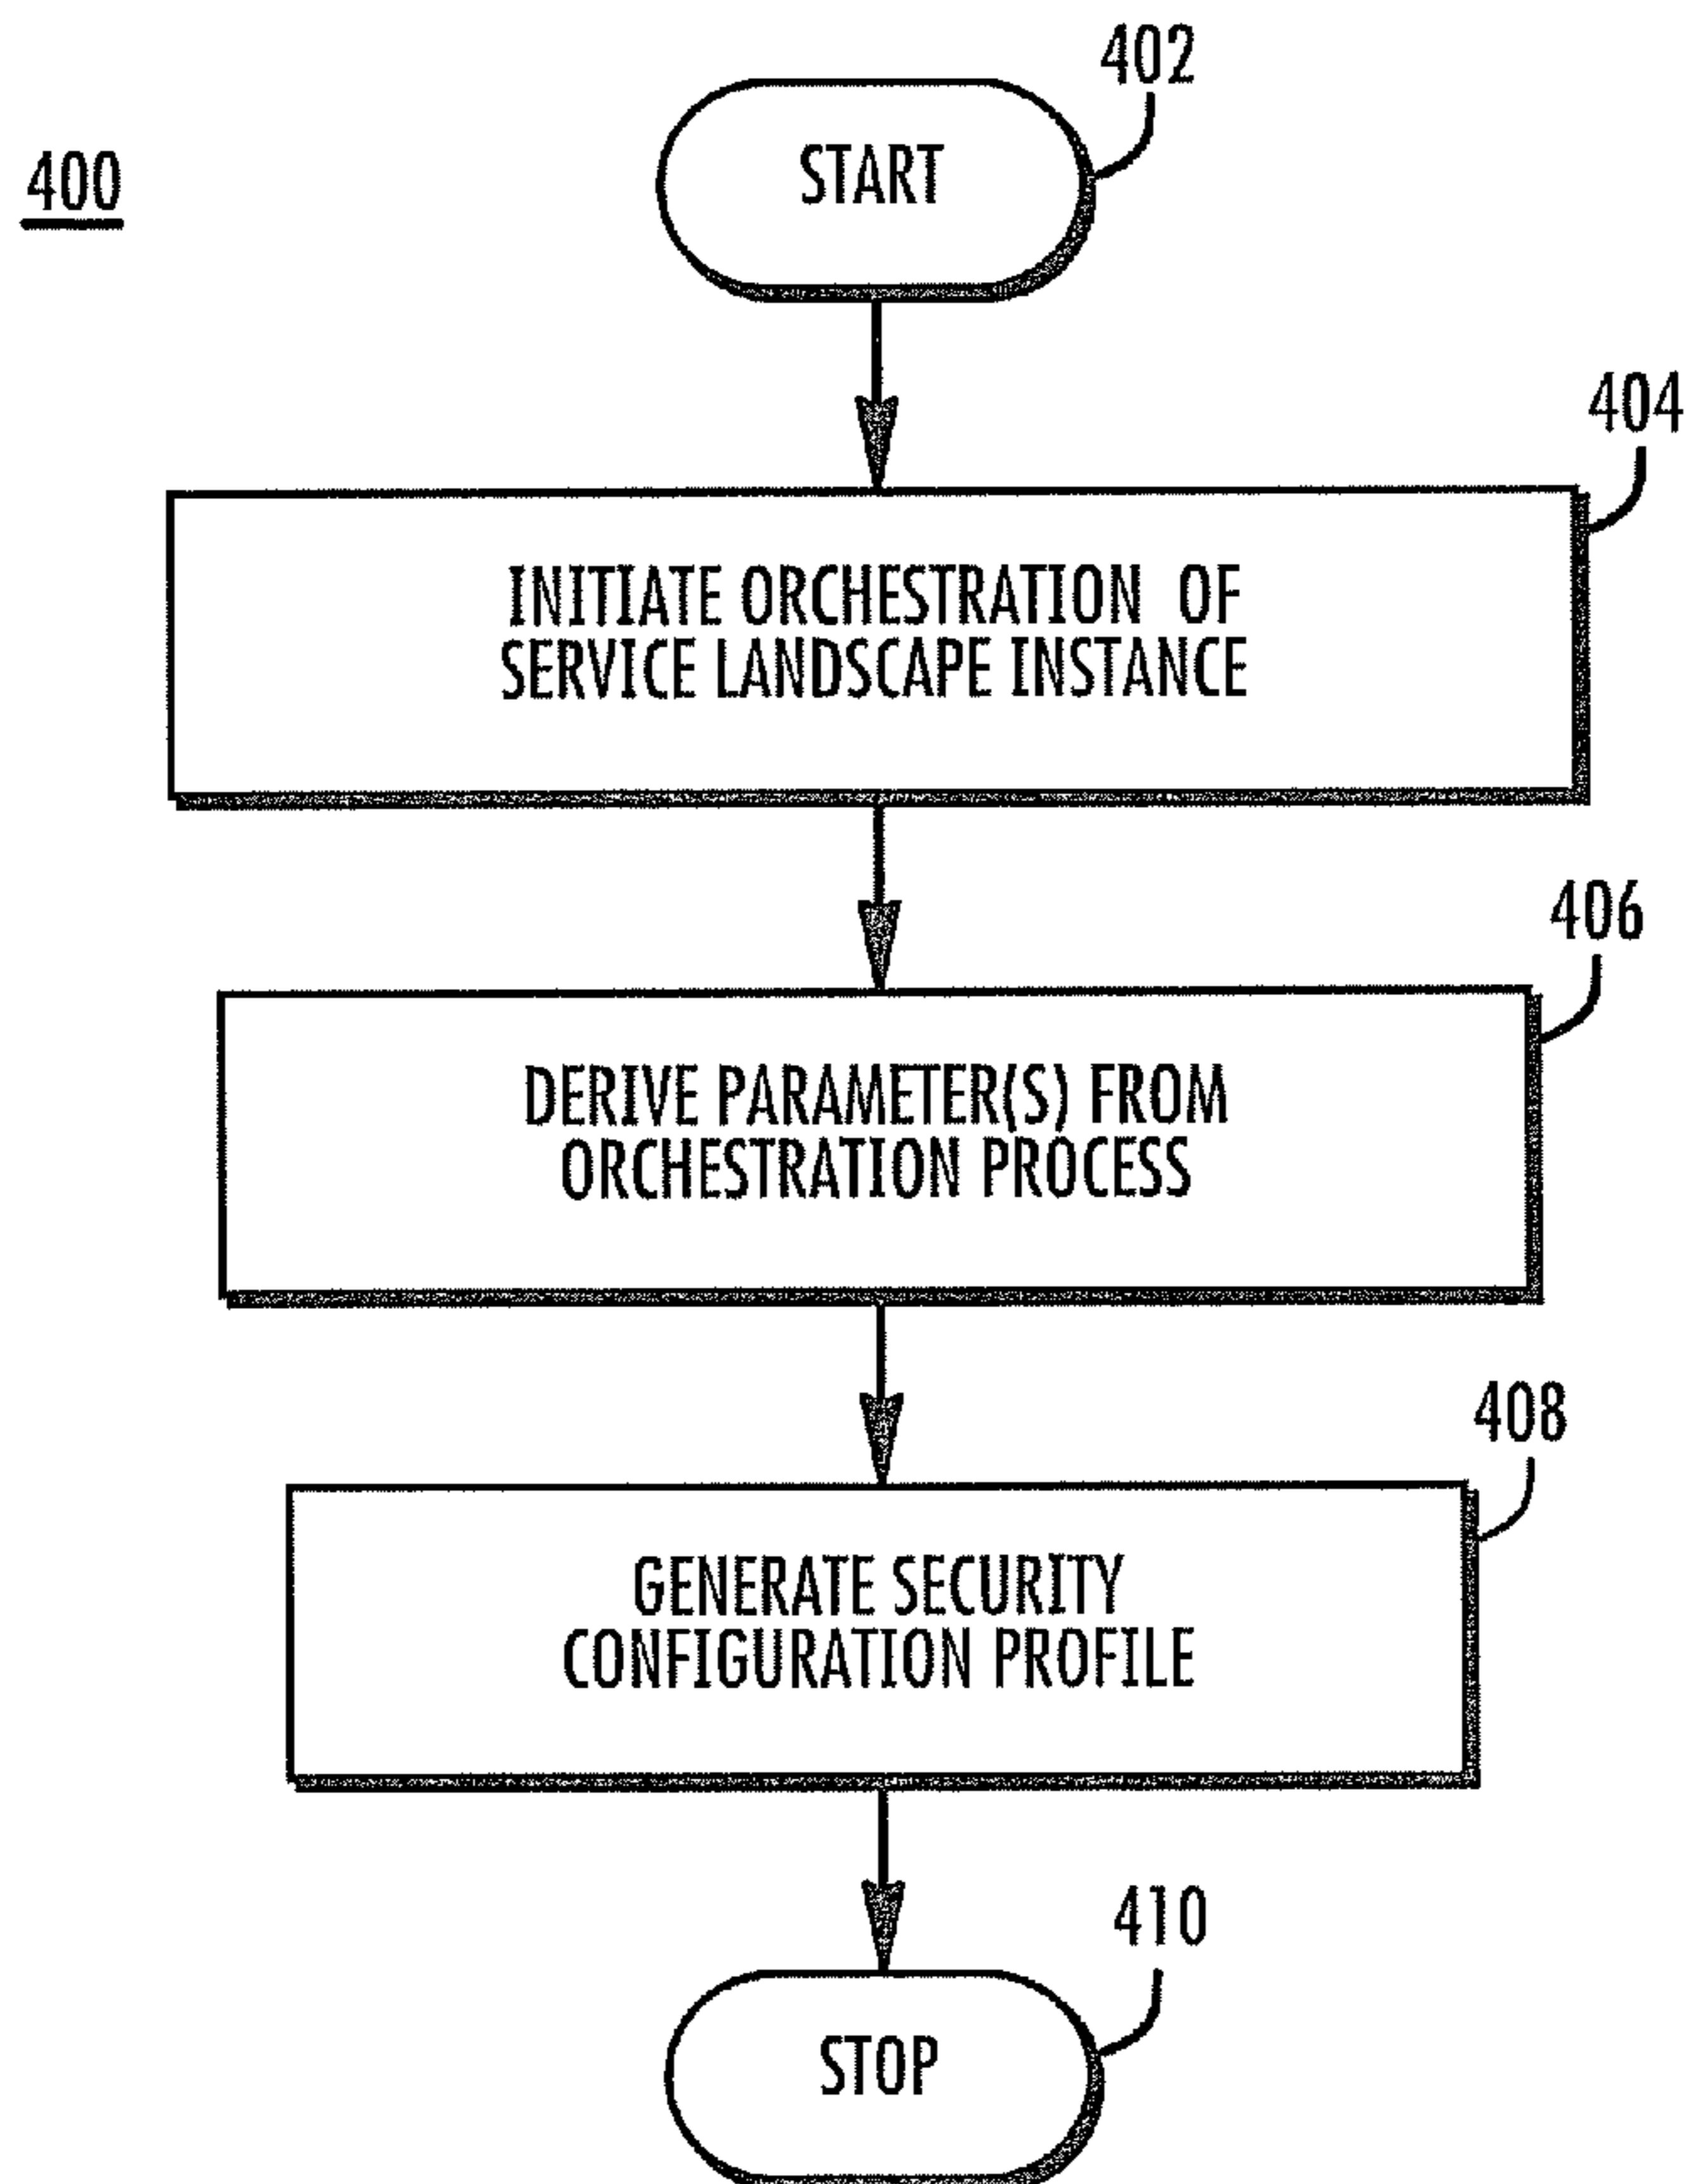 402
400
START
404
INITIATE ORCHESTRATION OF
SERVICE LANDSCAPE INSTANCE
406
DERIVE PARAMETER(S) FROM
ORCHESTRATION PROCESS
408
GENERATE SECURITY
CONFIGURATION PROFILE
410
STOP